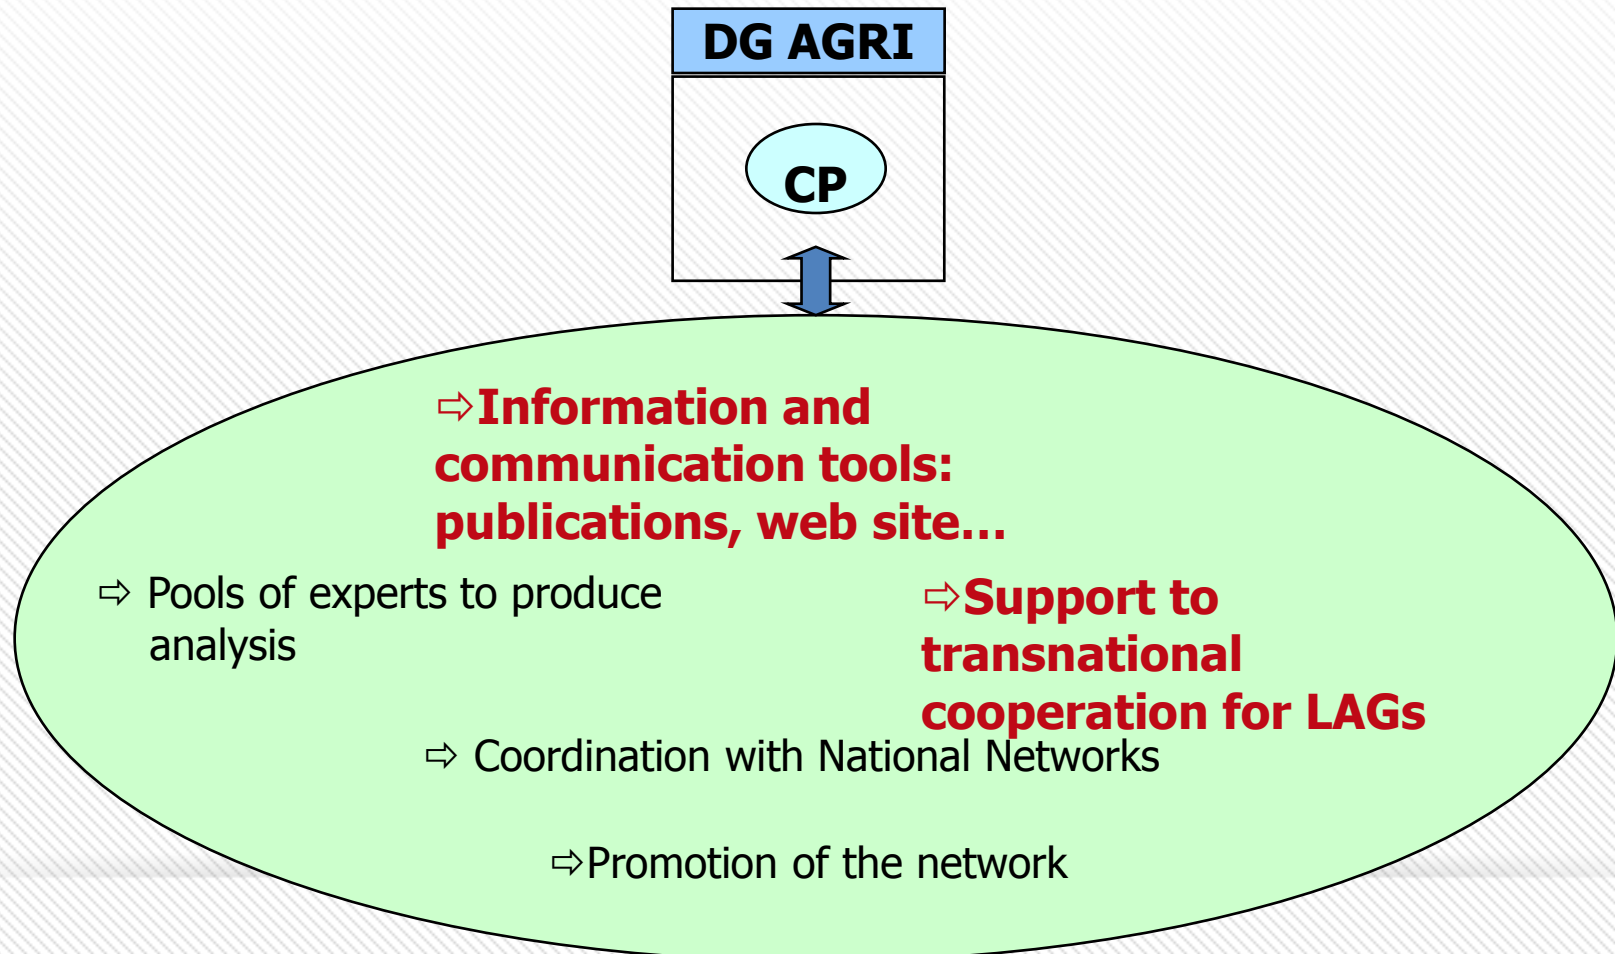 DG AGRI
CP
⇨Information and
communication tools:
publications, web site…
⇨ Pools of experts to produce
analysis
⇨Support to
transnational
cooperation for LAGs
⇨ Coordination with National Networks
⇨Promotion of the network